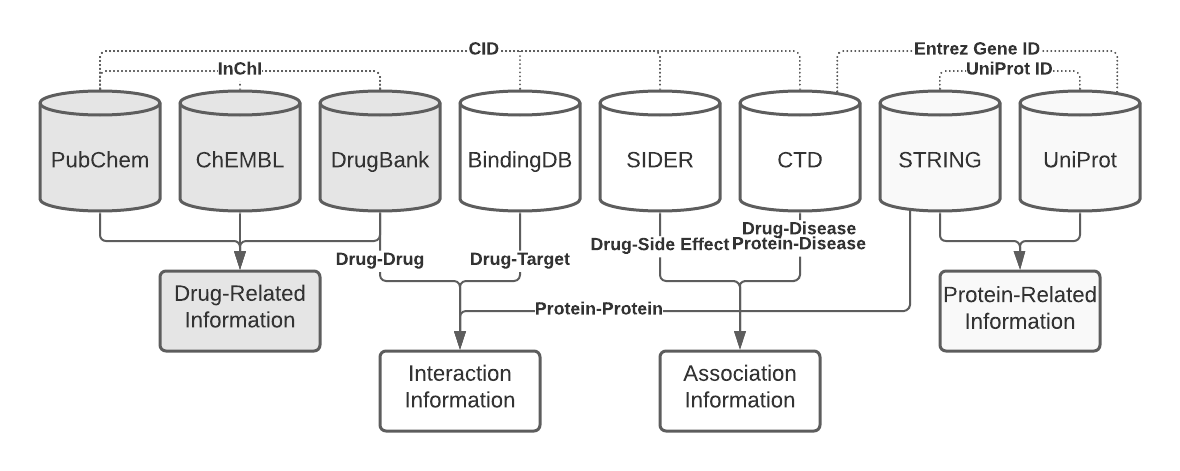 CID
Entrez Gene ID
InChI
UniProt ID
PubChem
ChEMBL
DrugBank
BindingDB
SIDER
CTD
STRING
UniProt
Drug-Disease
Drug-Side Effect
Protein-Disease
Drug-Drug
Drug-Target
Drug-Related
Information
Protein-Related
Information
Protein-Protein
Interaction
Information
Association
Information